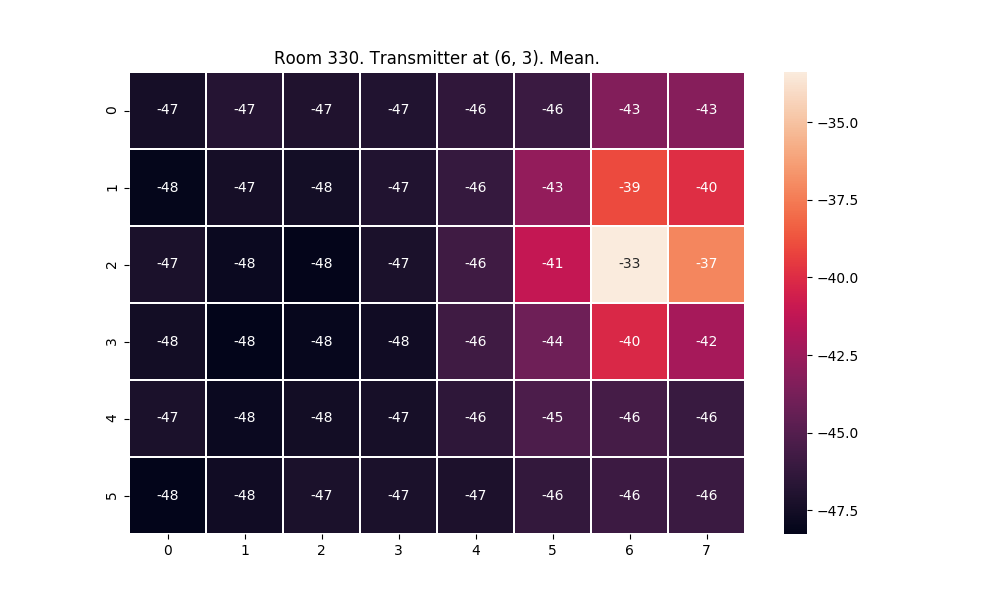 Room 330. Transmitter at (6, 3). Mean.
0 -47 -47 -47 -47 -46 -46 -43 -43
1 -48 -47 -48 -47 -46 -43 -39 -40
2 -47 -48 -48 -47 -46 -41 -33 -37
3 -48 -48 -48 -48 -46 -44 -40 -42
4 -47 -48 -48 -47 -46 -45 -46 -46
5 -48 -48 -47 -47 -47 -46 -46 -46
0 1 2 3 4 5 6 7
−35.0
−37.5
−40.0
−42.5
−45.0
−47.5